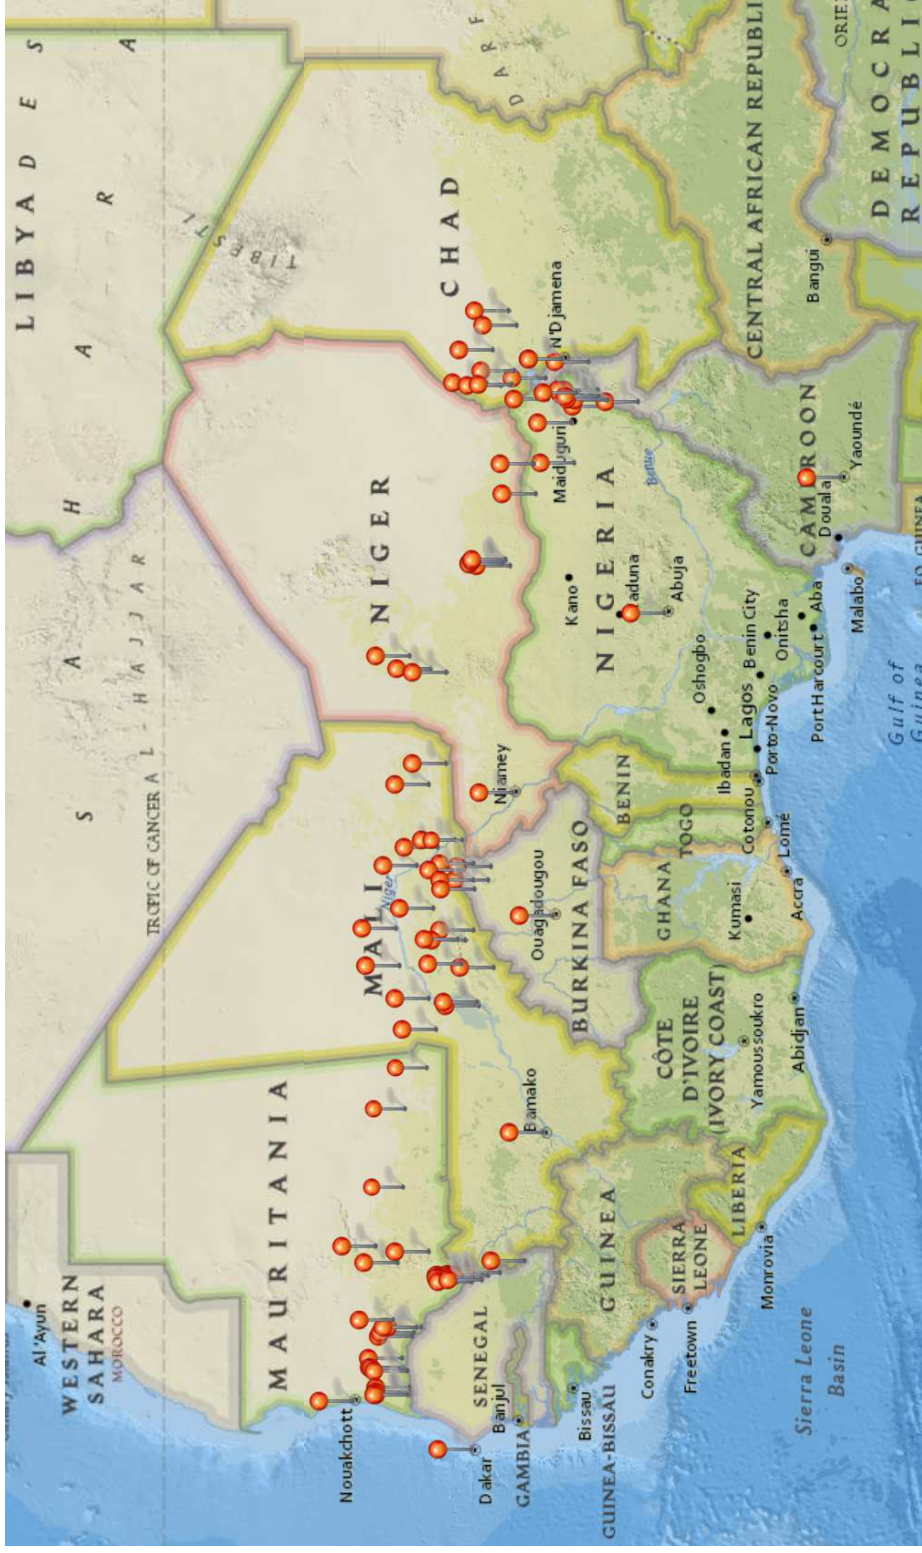 LIBYA
D E S
S A H A R A
TIBESTI
D A R F
A L - H A J J A R
TROPIC OF CANCER
Al 'Ayun
WESTERN
SAHARA
MOROCCO
MAURITANIA
MALI
Niger
NIGER
CHAD
Nouakchott
Dakar
SENEGAL
Banjul
GAMBIA
Bissau
GUINEA-BISSAU
GUINEA
Conakry
Freetown
SIERRA
LEONE
Monrovia
LIBERIA
Bamako
CÔTE
D'IVOIRE
(IVORY COAST)
Yamoussoukro
Abidjan
BURKINA FASO
Ouagadougou
GHANA
Kumasi
Accra
TOGO
Lomé
BENIN
Cotonou
Porto-Novo
Niamey
NIGERIA
Ibadan
Lagos
Oshogbo
Benin City
Onitsha
Port Harcourt
Aba
Kano
aduna
Abuja
Maiduguri
Benue
N'Djamena
CAMEROON
Douala
Yaoundé
Malabo
CENTRAL AFRICAN REPUBLI
Bangui
ORIE
DEMOCRA
REPUBLIC
Gulf of
Guinea
Sierra Leone
Basin